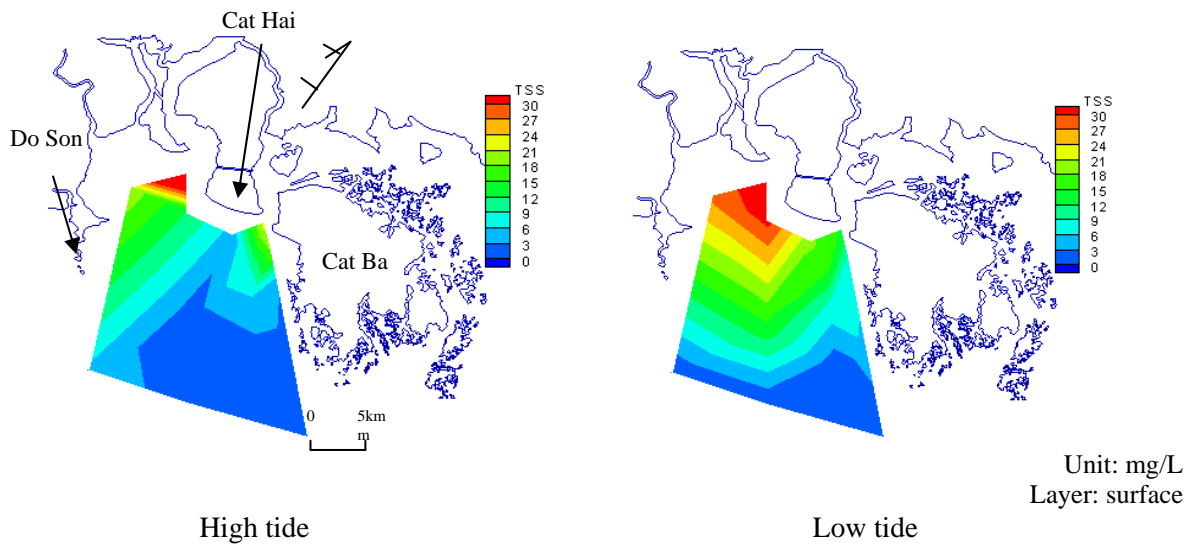 Cat Hai
Do Son
Cat Ba
TSS
30
27
24
21
18
15
12
9
6
3
0
0 5km
m
High tide
TSS
30
27
24
21
18
15
12
9
6
3
0
Unit: mg/L
Layer: surface
Low tide